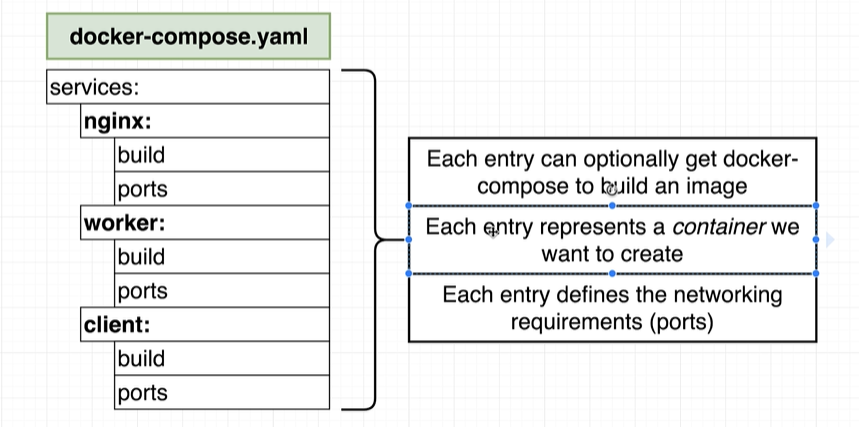 docker-compose.yaml
services:
nginx:
build
ports
worker:
build
ports
client:
build
ports
Each entry can optionally get docker-
compose to build an image
Each entry represents a container we
want to create
Each entry defines the networking
requirements (ports)